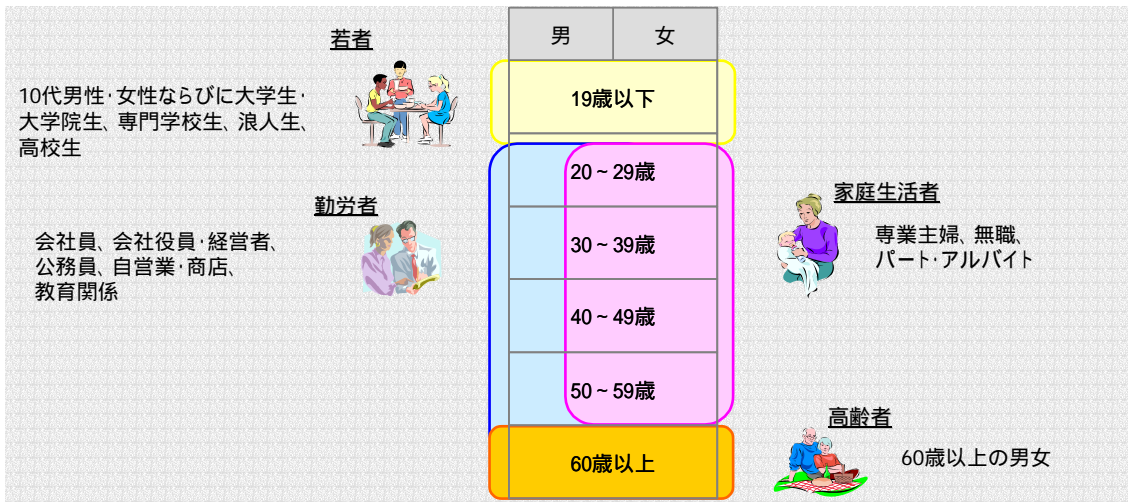 若者
10代男性・女性ならびに大学生・
大学院生、専門学校生、浪人生、
高校生
勤労者
会社員、会社役員・経営者、
公務員、自営業・商店、
教育関係
男 女
19歳以下
20～29歳
30～39歳
40～49歳
50～59歳
60歳以上
家庭生活者
専業主婦、無職、
パート・アルバイト
高齢者
60歳以上の男女